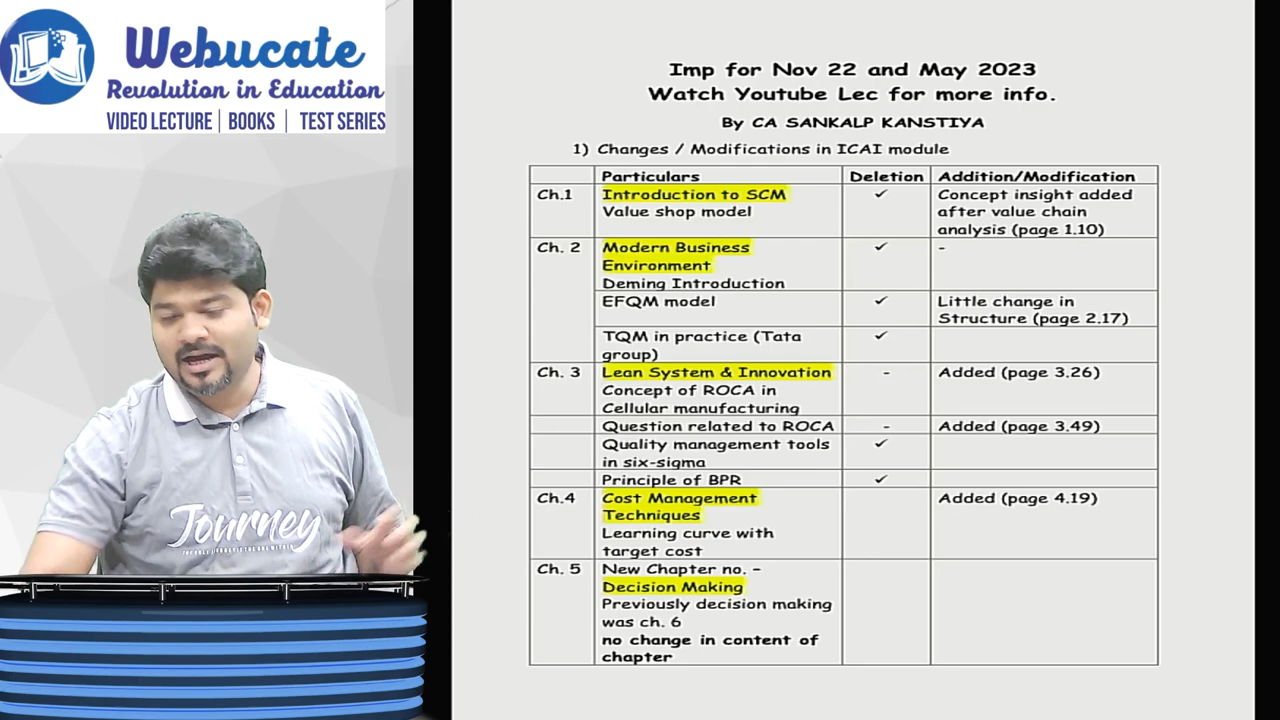 Webucate
Revolution in Education
VIDEO LECTURE | BOOKS | TEST SERIES
Journey
Imp for Nov 22 and May 2023
Watch Youtube Lec for more info.
By CA SANKALP KANSTIYA
1) Changes / Modifications in ICAI module
Particulars Deletion Addition/Modification
Ch.1 Introduction to SCM ✓ Concept insight added
Value shop model after value chain
analysis (page 1.10)
Ch. 2 Modern Business ✓ -
Environment
Deming Introduction
EFQM model ✓ Little change in
Structure (page 2.17)
TQM in practice (Tata ✓
group)
Ch. 3 Lean System & Innovation - Added (page 3.26)
Concept of ROCA in
Cellular manufacturing
Question related to ROCA - Added (page 3.49)
Quality management tools ✓
in six-sigma
Principle of BPR ✓
Ch.4 Cost Management Added (page 4.19)
Techniques
Learning curve with
target cost
Ch. 5 New Chapter no. –
Decision Making
Previously decision making
was ch. 6
no change in content of
chapter